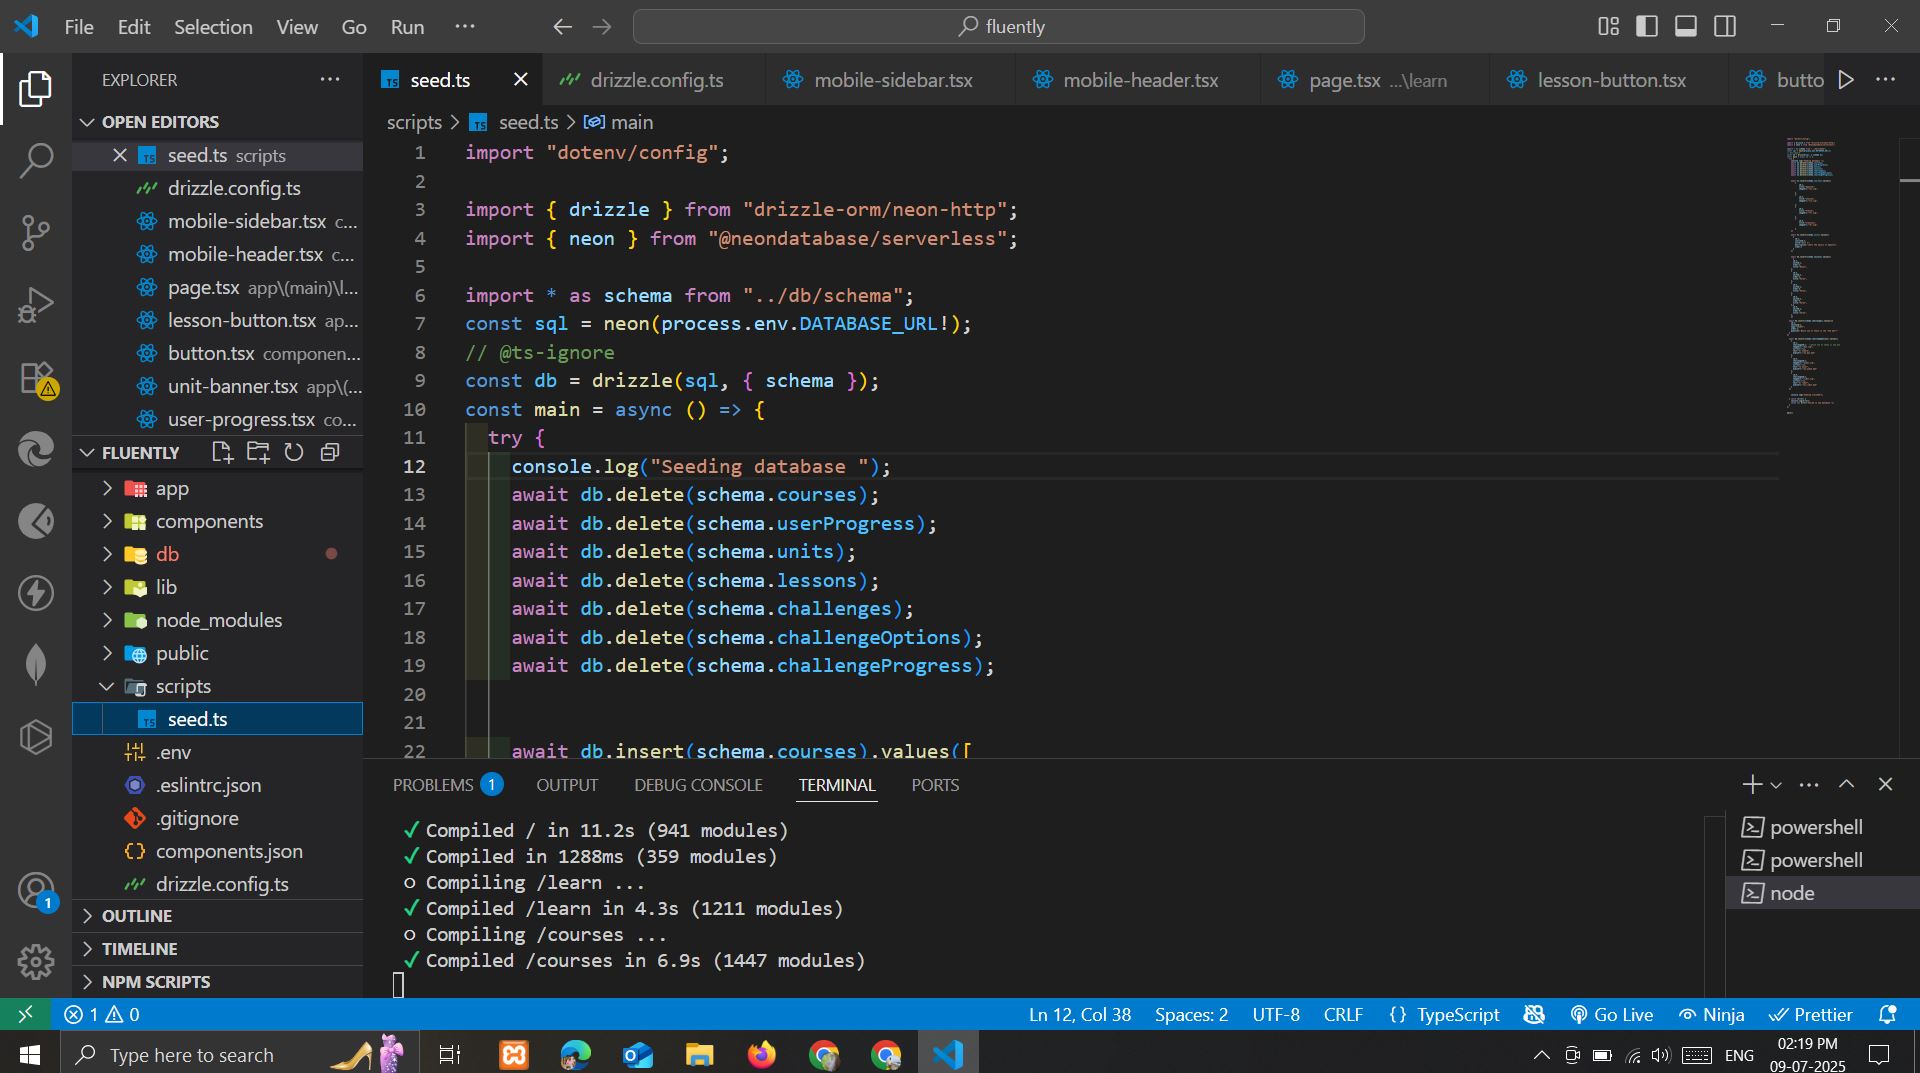 File Edit Selection View Go Run ··· fluently
EXPLORER ···
OPEN EDITORS
seed.ts scripts
drizzle.config.ts
mobile-sidebar.tsx c...
mobile-header.tsx c...
page.tsx app\(main)\l...
lesson-button.tsx ap...
button.tsx componen...
unit-banner.tsx app\(...
user-progress.tsx co...
FLUENTLY
app
components
db
lib
node_modules
public
scripts
TS seed.ts
.env
.eslintrc.json
.gitignore
components.json
drizzle.config.ts
OUTLINE
TIMELINE
NPM SCRIPTS
seed.ts drizzle.config.ts mobile-sidebar.tsx mobile-header.tsx page.tsx ...\learn lesson-button.tsx butto
scripts > TS seed.ts > main
1 import "dotenv/config";
2
3 import { drizzle } from "drizzle-orm/neon-http";
4 import { neon } from "@neondatabase/serverless";
5
6 import * as schema from "../db/schema";
7 const sql = neon(process.env.DATABASE_URL!);
8 // @ts-ignore
9 const db = drizzle(sql, { schema });
10 const main = async () => {
11 try {
12 console.log("Seeding database ");
13 await db.delete(schema.courses);
14 await db.delete(schema.userProgress);
15 await db.delete(schema.units);
16 await db.delete(schema.lessons);
17 await db.delete(schema.challenges);
18 await db.delete(schema.challengeOptions);
19 await db.delete(schema.challengeProgress);
20
21
22 await db.insert(schema.courses).values([
PROBLEMS 1 OUTPUT DEBUG CONSOLE TERMINAL PORTS
✓ Compiled / in 11.2s (941 modules)
✓ Compiled in 1288ms (359 modules)
○ Compiling /learn ...
✓ Compiled /learn in 4.3s (1211 modules)
○ Compiling /courses ...
✓ Compiled /courses in 6.9s (1447 modules)
powershell
powershell
node
1
1 0 Ln 12, Col 38 Spaces: 2 UTF-8 CRLF {} TypeScript Go Live Ninja Prettier
Type here to search ENG 02:19 PM
09-07-2025